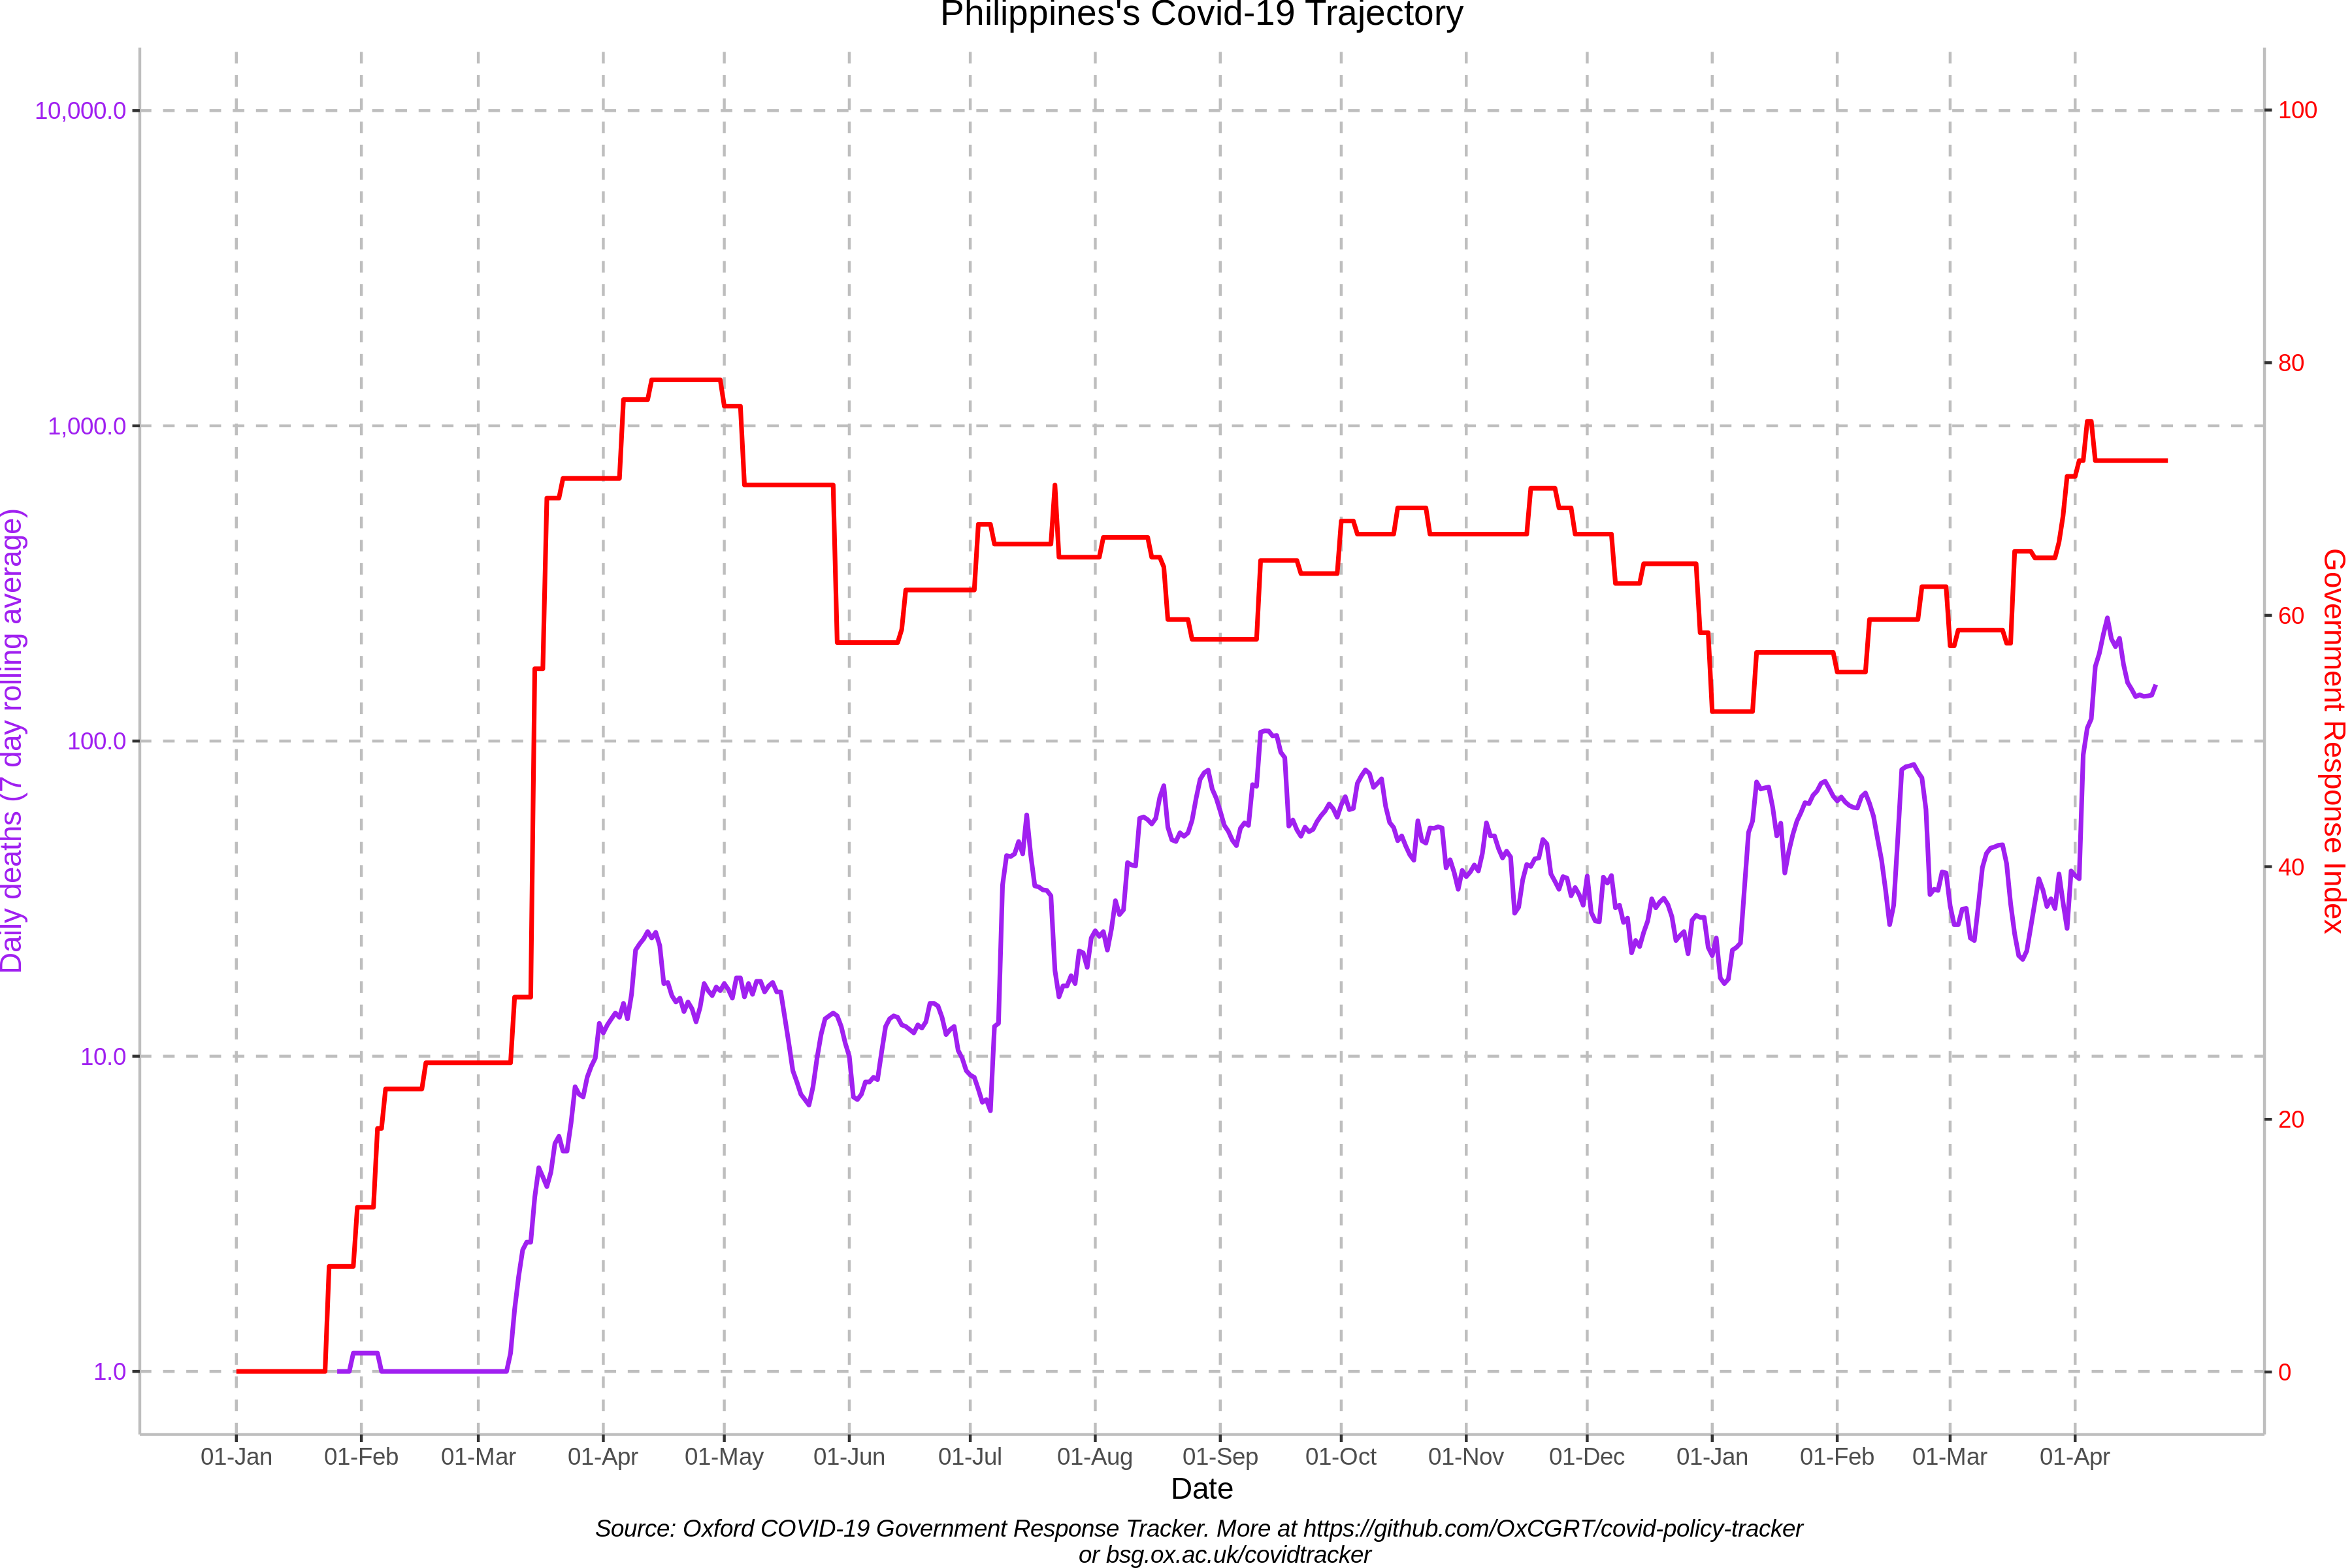 Philippines's Covid-19 Trajectory
10,000.0
1,000.0
100.0
10.0
1.0
Daily deaths (7 day rolling average)
100
80
60
40
20
0
Government Response Index
01-Jan 01-Feb 01-Mar 01-Apr 01-May 01-Jun 01-Jul 01-Aug 01-Sep 01-Oct 01-Nov 01-Dec 01-Jan 01-Feb 01-Mar 01-Apr
Date
Source: Oxford COVID-19 Government Response Tracker. More at https://github.com/OxCGRT/covid-policy-tracker
or bsg.ox.ac.uk/covidtracker